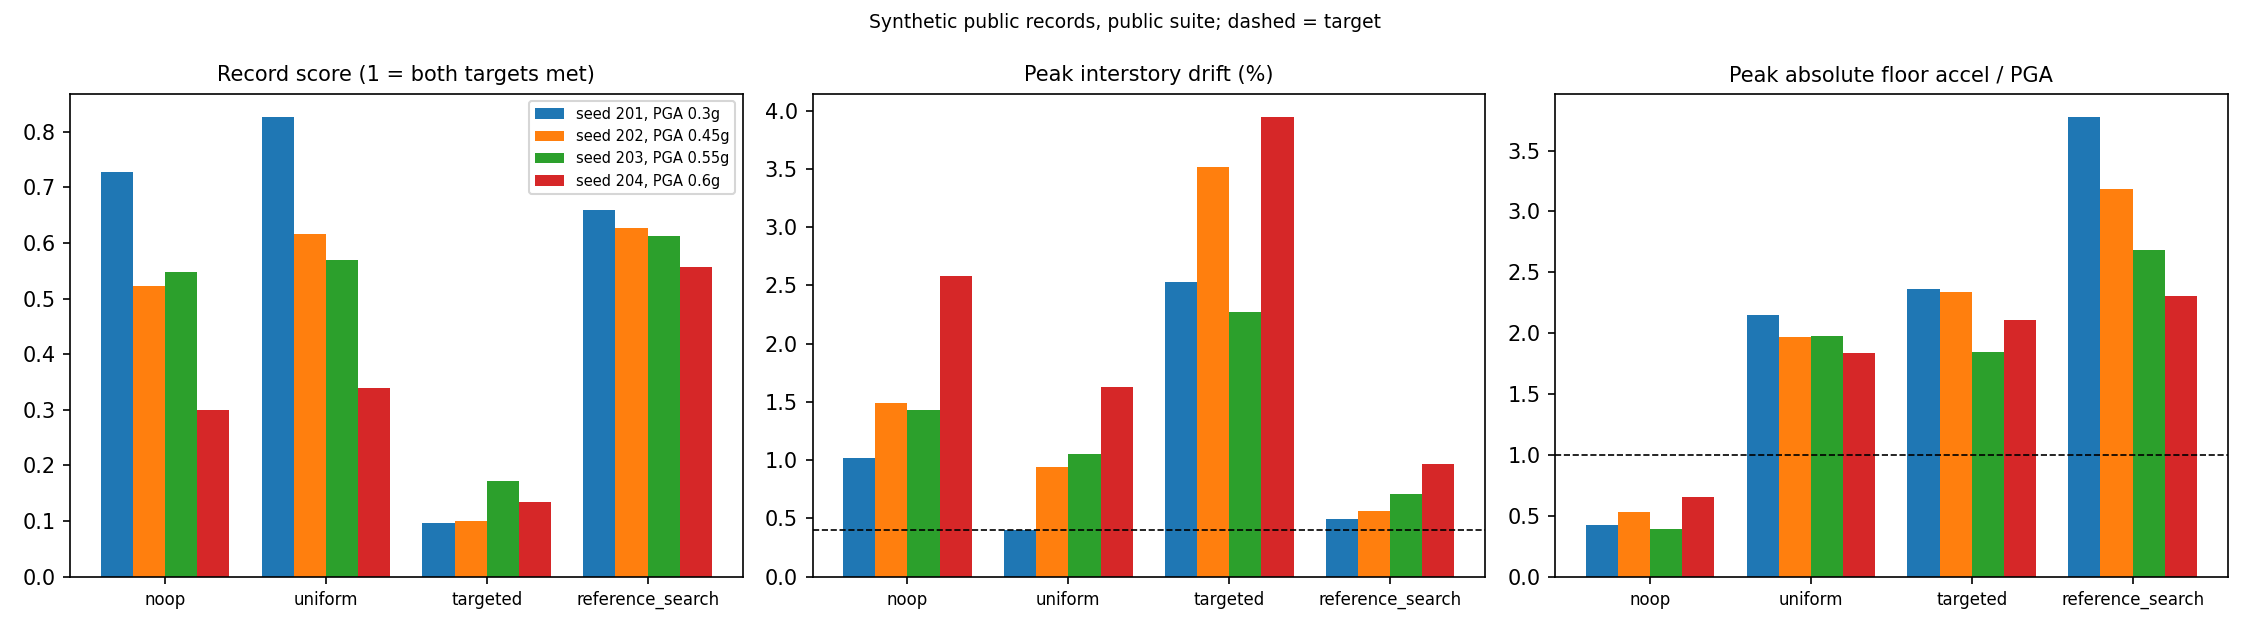 Synthetic public records, public suite; dashed = target
Record score (1 = both targets met)
0.8
0.7
0.6
0.5
0.4
0.3
0.2
0.1
0.0
seed 201, PGA 0.3g
seed 202, PGA 0.45g
seed 203, PGA 0.55g
seed 204, PGA 0.6g
noop uniform targeted reference_search
Peak interstory drift (%)
4.0
3.5
3.0
2.5
2.0
1.5
1.0
0.5
0.0
noop uniform targeted reference_search
Peak absolute floor accel / PGA
3.5
3.0
2.5
2.0
1.5
1.0
0.5
0.0
noop uniform targeted reference_search